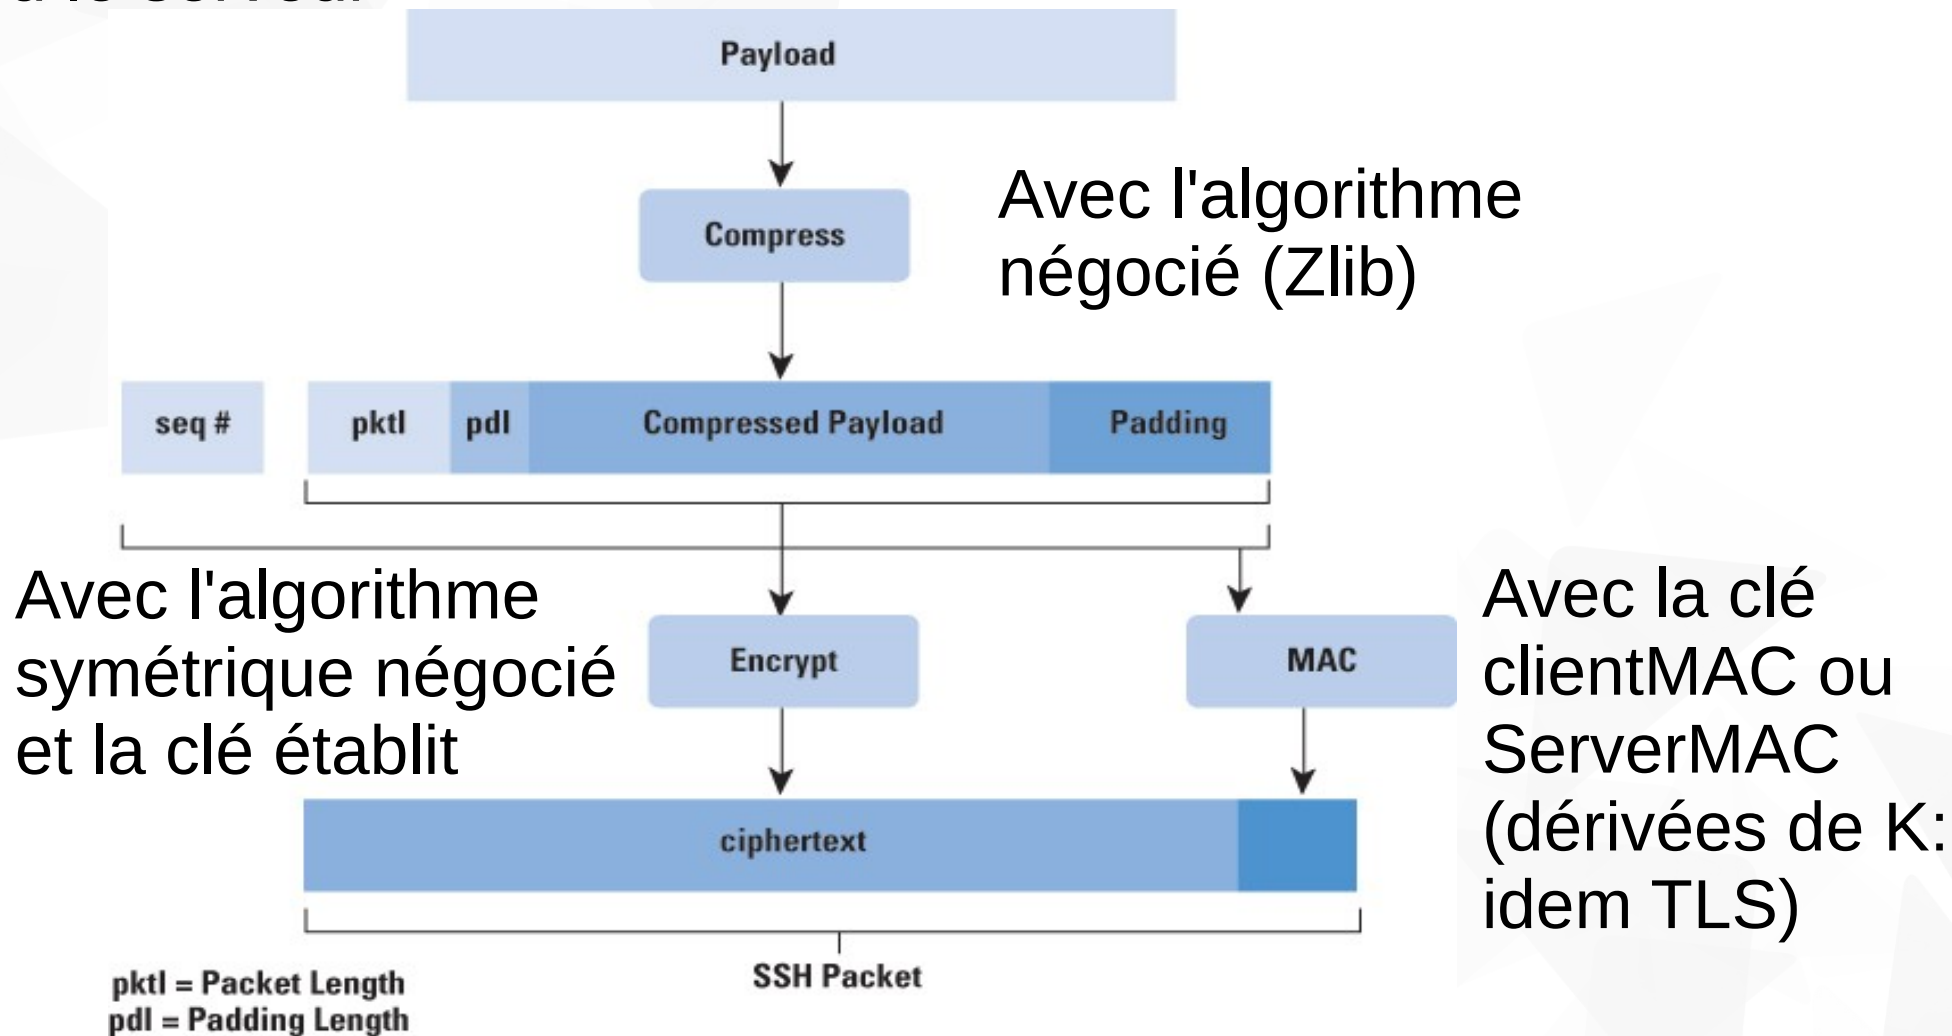 Payload
Compress
Avec l'algorithme
négocié (Zlib)
seq #
pktl
pdl
Compressed Payload
Padding
Avec l'algorithme
symétrique négocié
et la clé établit
Encrypt
MAC
Avec la clé
clientMAC ou
ServerMAC
(dérivées de K:
idem TLS)
ciphertext
SSH Packet
pktl = Packet Length
pdl = Padding Length